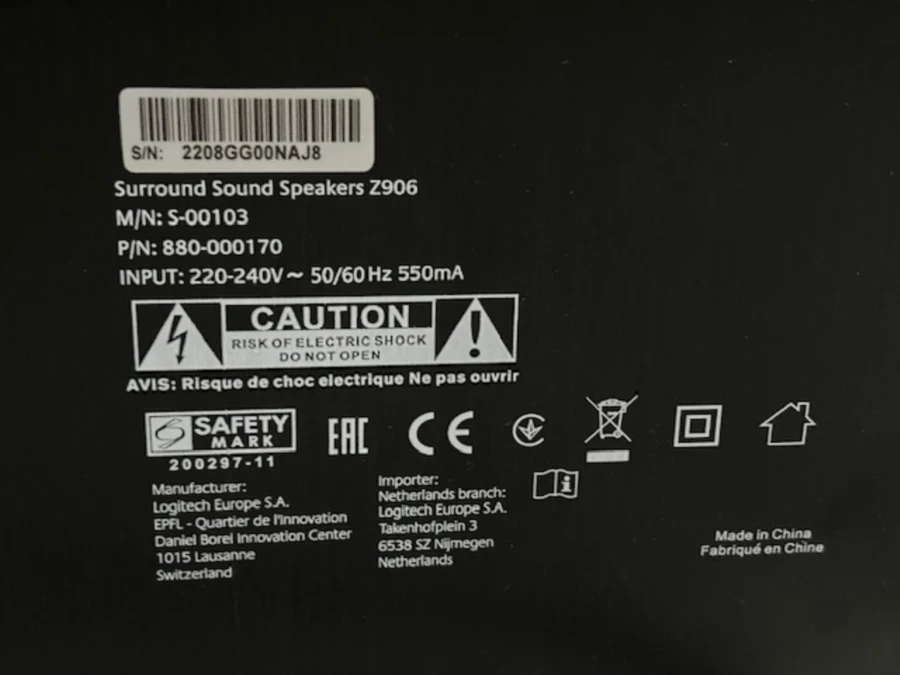 S/N: 2208GG00NAJ8
Surround Sound Speakers Z906
M/N: S-00103
P/N: 880-000170
INPUT: 220-240V ~ 50/60 Hz 550mA
CAUTION
RISK OF ELECTRIC SHOCK
DO NOT OPEN
AVIS: Risque de choc electrique Ne pas ouvrir
SAFETY
MARK
200297-11
EAC
CE
Manufacturer:
Logitech Europe S.A.
EPFL - Quartier de l'Innovation
Daniel Borel Innovation Center
1015 Lausanne
Switzerland
Importer:
Netherlands branch:
Logitech Europe S.A.
Takenhofplein 3
6538 SZ Nijmegen
Netherlands
Made in China
Fabriqué en Chine